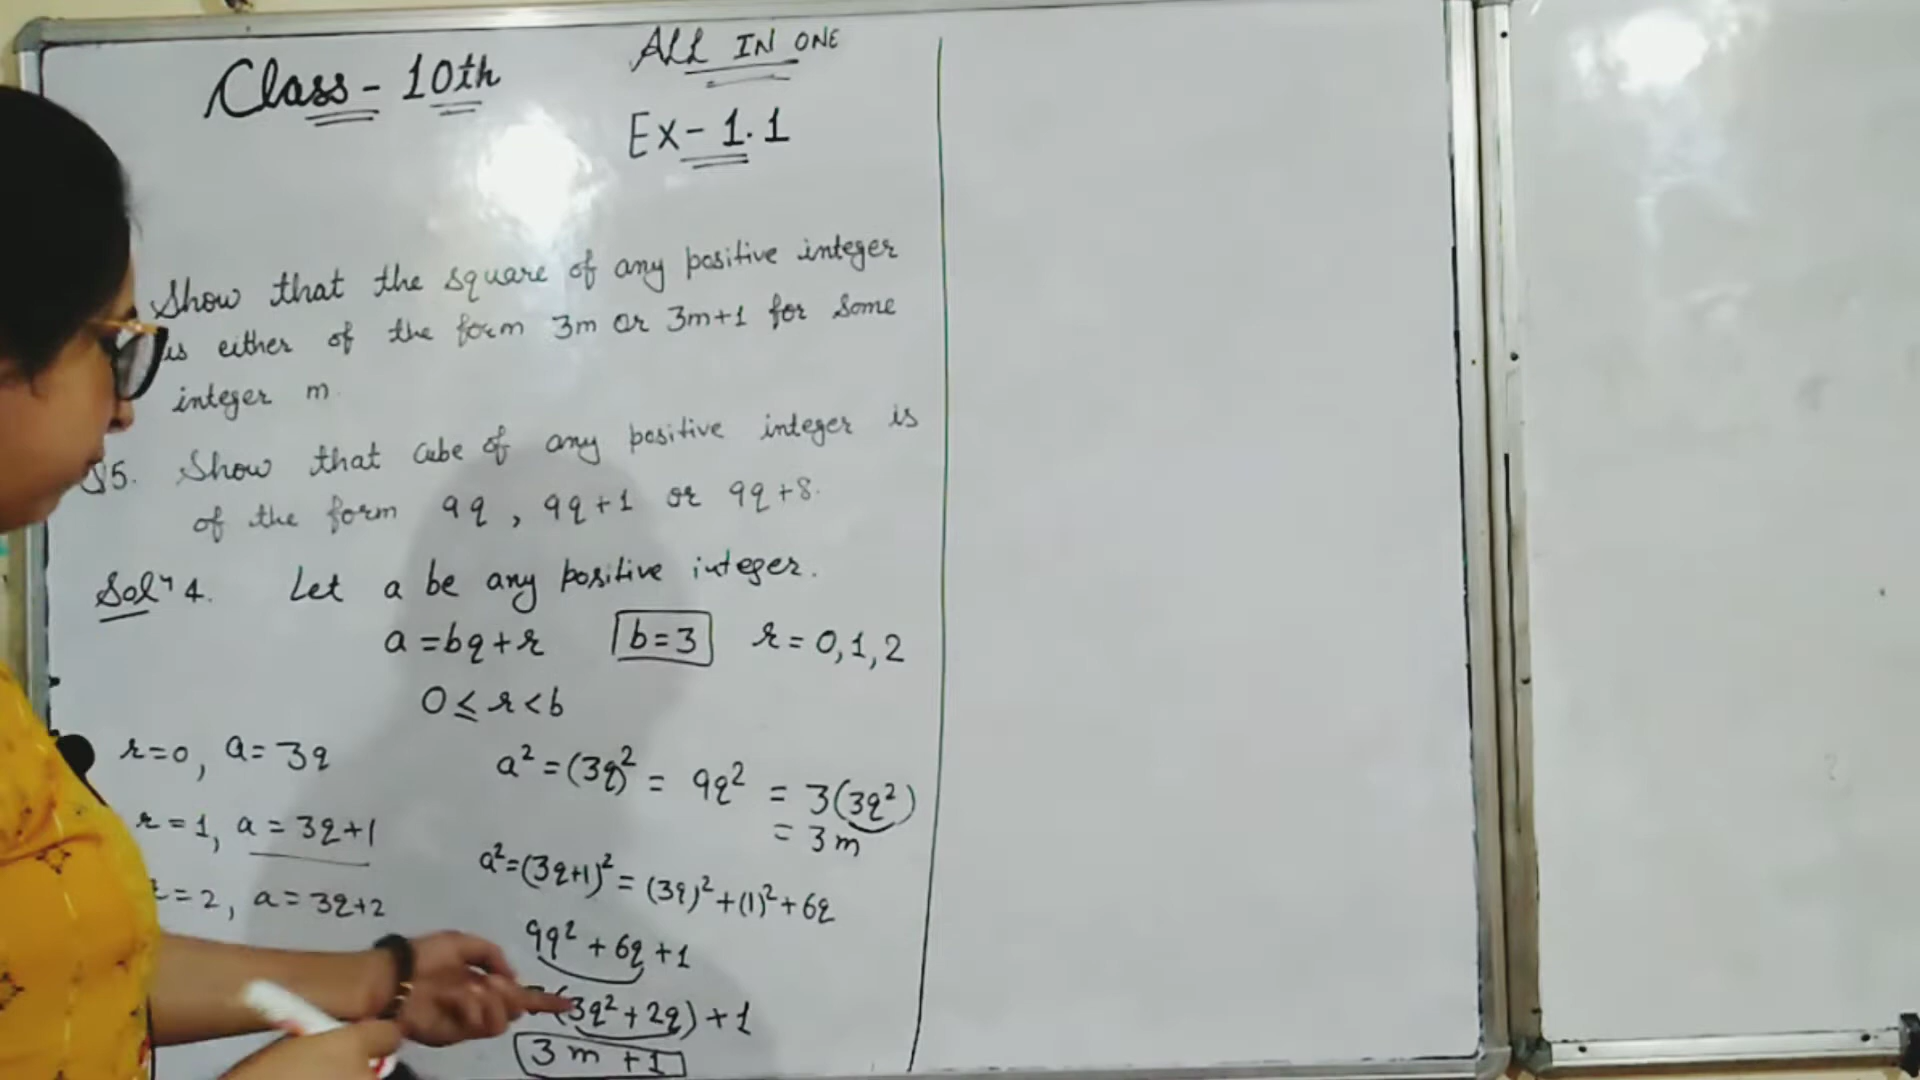 Class - 10th
ALL IN ONE
Ex - 1.1
Show that the square of any positive integer
is either of the form 3m or 3m+1 for some
integer m.
5. Show that cube of any positive integer is
of the form 9q, 9q+1 or 9q+8.
Solⁿ 4. Let a be any positive integer.
a = bq + r b = 3 r = 0, 1, 2
0 ≤ r < b
r = 0, a = 3q
a² = (3q)² = 9q² = 3(3q²)
= 3m
r = 1, a = 3q+1
a² = (3q+1)² = (3q)² + (1)² + 6q
= 2, a = 3q+2
9q² + 6q + 1
(3q² + 2q) + 1
3m + 1